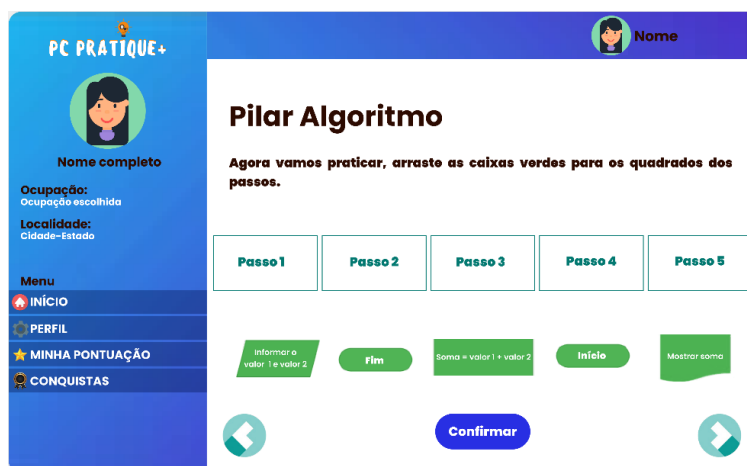 PC PRATIQUE+
Nome
Nome completo
Ocupação:
Ocupação escolhida
Localidade:
Cidade-Estado
Menu
INÍCIO
PERFIL
MINHA PONTUAÇÃO
CONQUISTAS
Pilar Algoritmo
Agora vamos praticar, arraste as caixas verdes para os quadrados dos
passos.
Passo 1
Passo 2
Passo 3
Passo 4
Passo 5
Informar o
valor 1 e valor 2
Fim
Soma = valor 1 + valor 2
Início
Mostrar soma
Confirmar